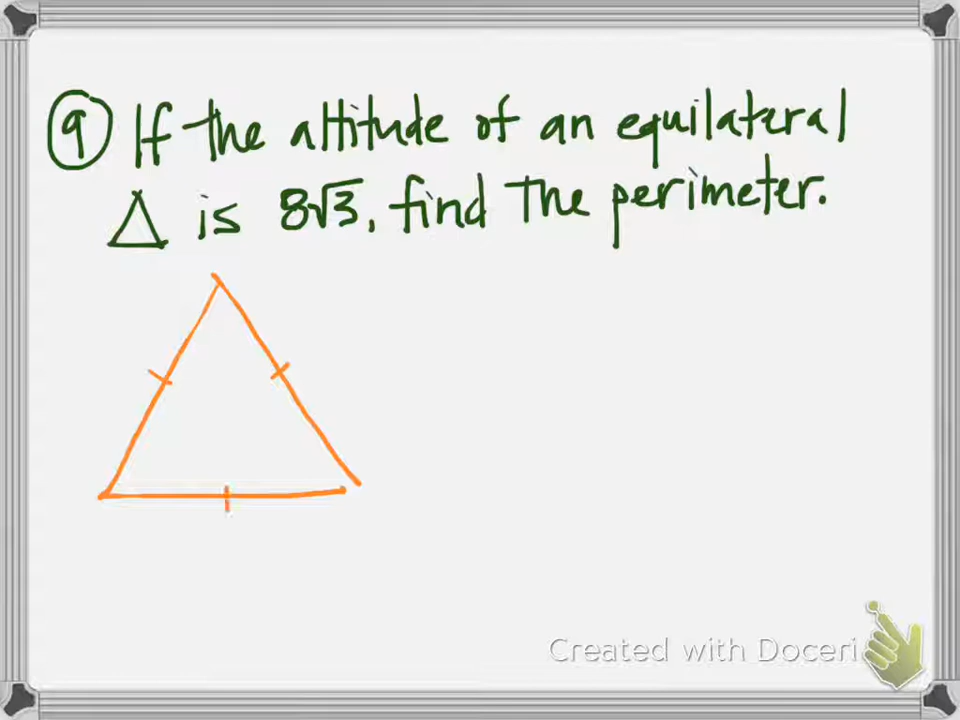 ⑨ If the altitude of an equilateral
△ is 8√3, find the perimeter.
Created with Doceri